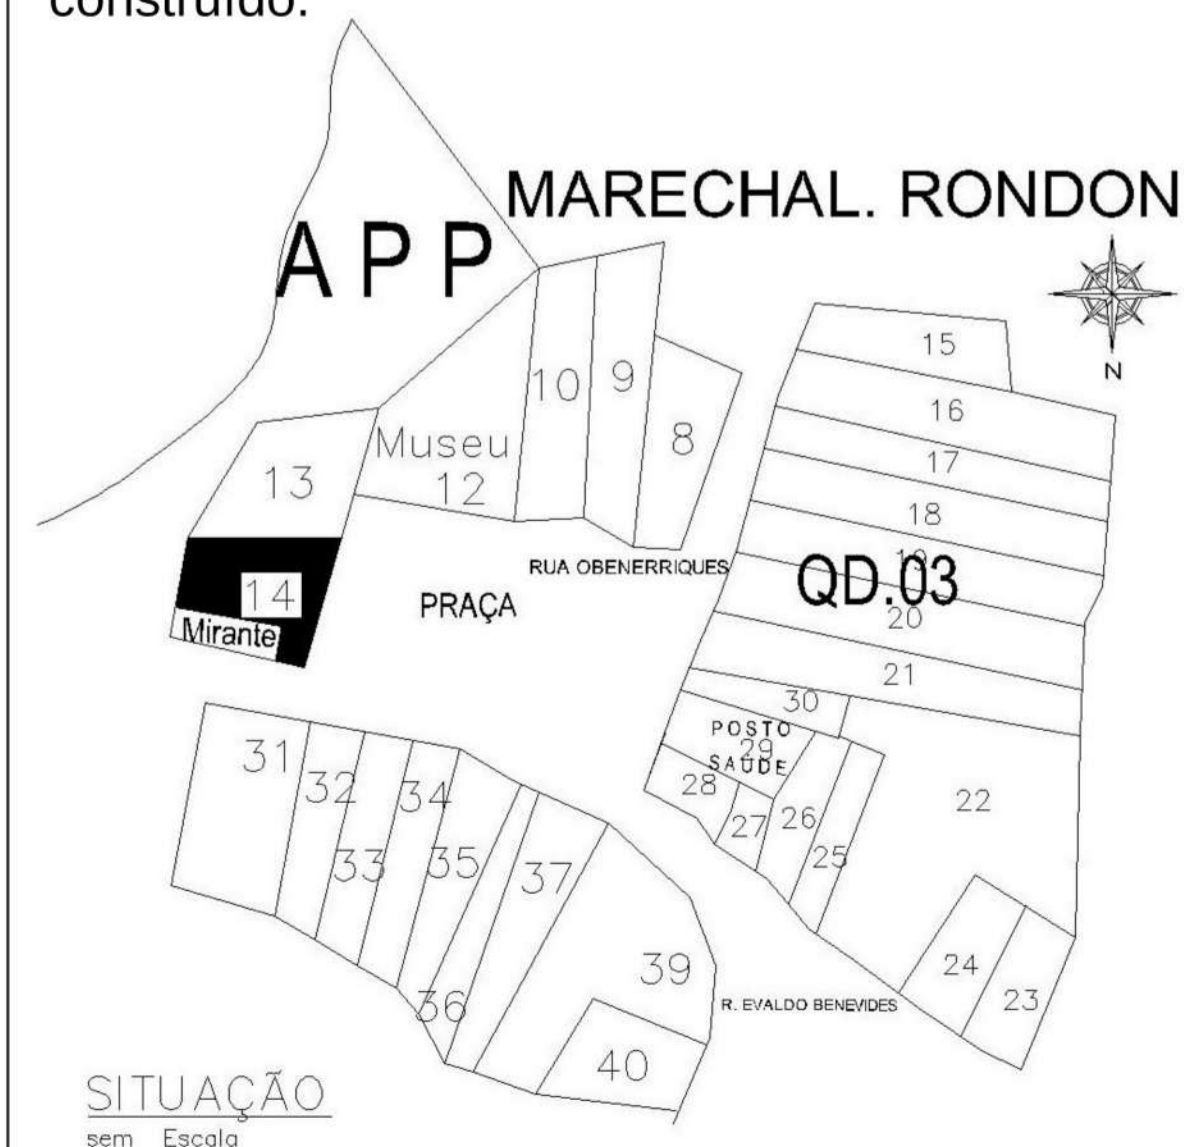 construído.
MARECHAL. RONDON
APP
N
15
10
9
16
8
Museu
12
17
13
18
19
RUA OBENERRIQUES
QD.03
14
PRAÇA
20
Mirante
21
30
POSTO
29
SAÚDE
31
28
32
34
22
26
27
33
35
37
25
39
24
23
36
R. EVALDO BENEVIDES
40
SITUAÇÃO
sem Escala